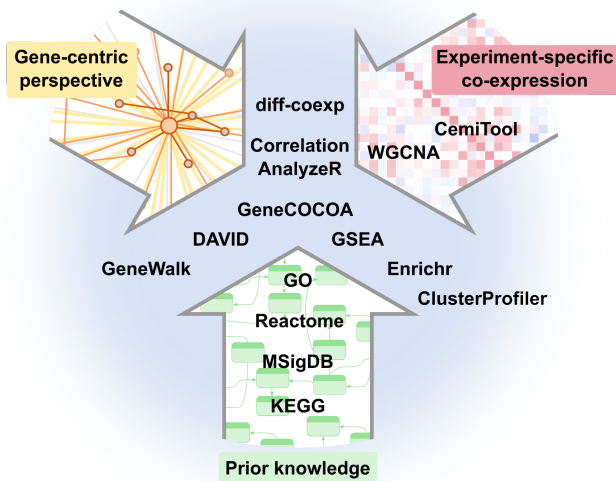 Gene-centric
perspective
Experiment-specific
co-expression
diff-coexp
CemiTool
Correlation
AnalyzeR
WGCNA
GeneCOCOA
DAVID
GSEA
GeneWalk
Enrichr
ClusterProfiler
GO
Reactome
MSigDB
KEGG
Prior knowledge